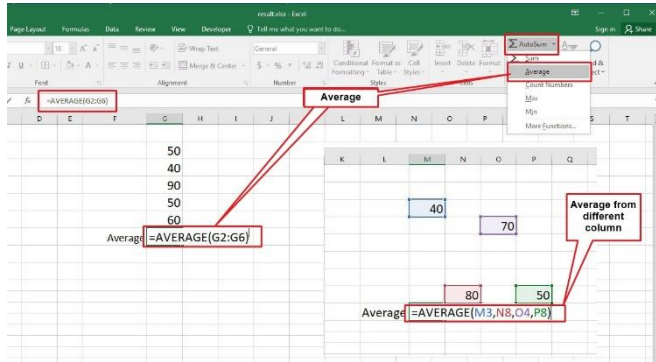 result.xlsx - Excel
Page Layout Formulas Data Review View Developer Tell me what you want to do... Sign in Share
18 A A Wrap Text General AutoSum
U A Merge & Center $ % Conditional Formatting Format as Table Cell Styles Insert Delete Format
Font Alignment Number Styles Cells
Sum
Average
Count Numbers
Max
Min
More Functions...
fx =AVERAGE(G2:G6)
Average
D E F G H I J L M N O P S T
50
40
90
50
60
Average =AVERAGE(G2:G6)
K L M N O P Q
40
70
Average from
different
column
80 50
Average =AVERAGE(M3,N8,O4,P8)